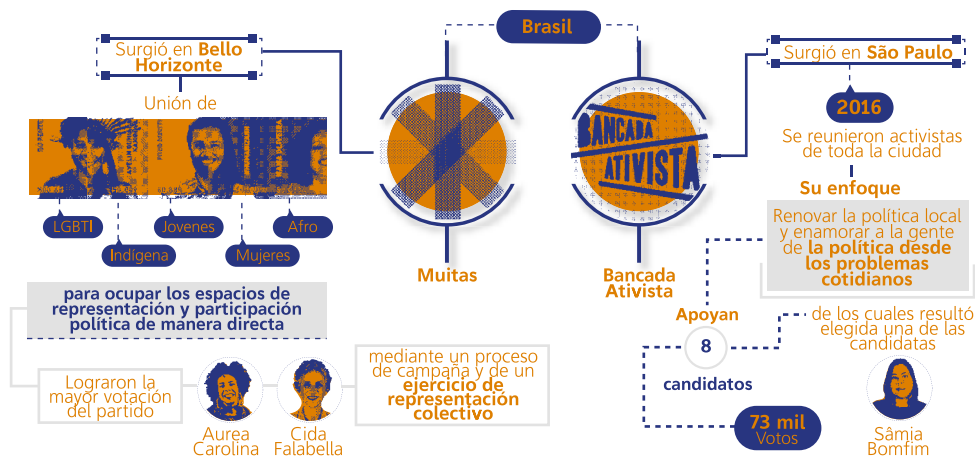 Brasil
Surgió en Bello
Horizonte
Unión de
LGBTI
Indígena
Jóvenes
Mujeres
Afro
Muitas
para ocupar los espacios de
representación y participación
política de manera directa
Lograron la
mayor votación
del partido
Aurea
Carolina
Cida
Falabella
mediante un proceso
de campaña y de un
ejercicio de
representación
colectivo
BANCADA
ATIVISTA
Bancada
Ativista
Surgió en São Paulo
2016
Se reunieron activistas
de toda la ciudad
Su enfoque
Renovar la política local
y enamorar a la gente
de la política desde
los problemas
cotidianos
Apoyan
8
candidatos
73 mil
Votos
de los cuales resultó
elegida una de las
candidatas
Sâmia
Bomfim